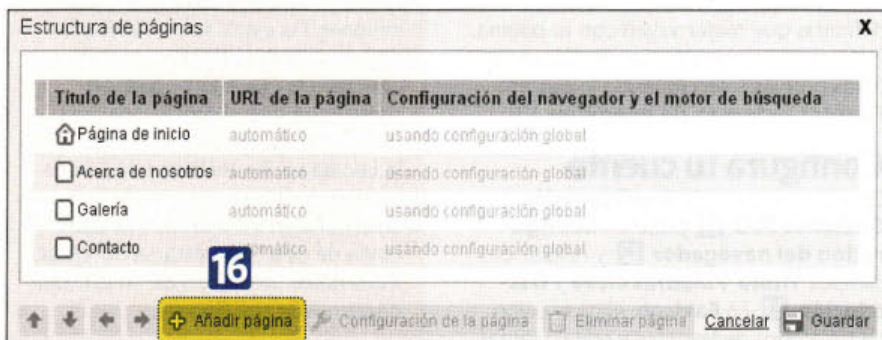 Estructura de páginas X
Título de la página URL de la página Configuración del navegador y el motor de búsqueda
Página de inicio automático usando configuración global
Acerca de nosotros automático usando configuración global
Galería automático usando configuración global
Contacto automático usando configuración global
16
Añadir página Configuración de la página Eliminar página Cancelar Guardar